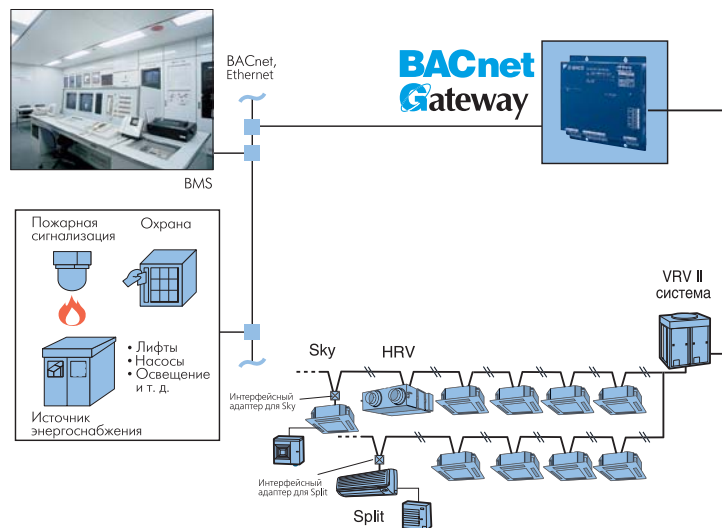 BACnet,
Ethernet
BACnet
Gateway
BMS
Пожарная
сигнализация
Охрана
• Лифты
• Насосы
• Освещение
и т. д.
Источник
энергоснабжения
VRV II
система
Sky
HRV
Интерфейсный
адаптер для Sky
Интерфейсный
адаптер для Split
Split